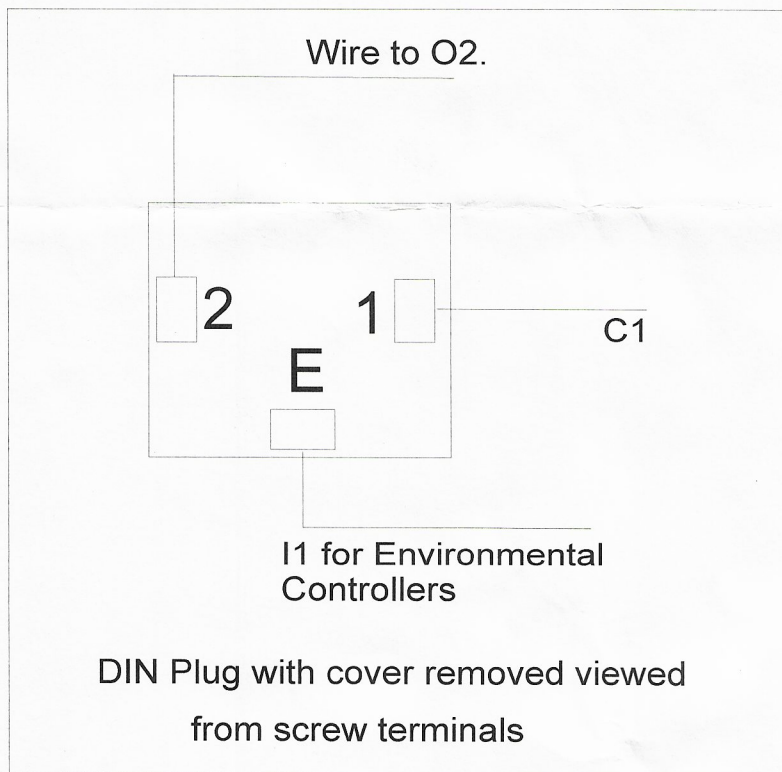 Wire to O2.
2
1
C1
E
I1 for Environmental
Controllers
DIN Plug with cover removed viewed
from screw terminals